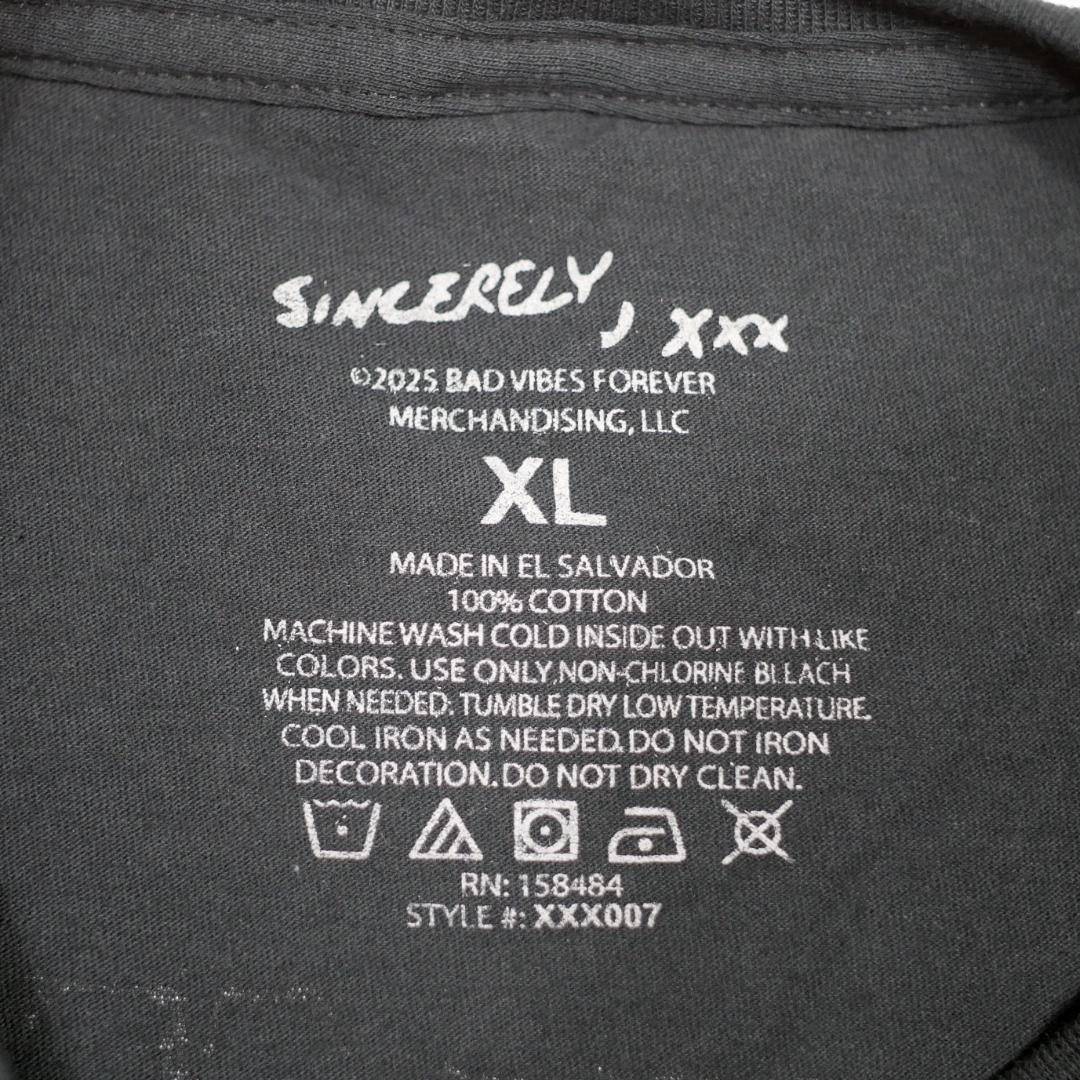 SINCERELY, XXX
©2025 BAD VIBES FOREVER
MERCHANDISING, LLC
XL
MADE IN EL SALVADOR
100% COTTON
MACHINE WASH COLD INSIDE OUT WITH LIKE
COLORS. USE ONLY NON-CHLORINE BLEACH
WHEN NEEDED. TUMBLE DRY LOW TEMPERATURE.
COOL IRON AS NEEDED. DO NOT IRON
DECORATION. DO NOT DRY CLEAN.
RN: 158484
STYLE #: XXX007